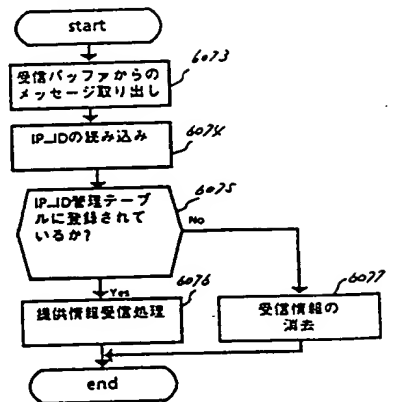 start
6073
受信バッファからの
メッセージ取り出し
6074
IP_IDの読み込み
6075
IP_ID管理テーブ
ルに登録されて
いるか?
No
Yes
6076
提供情報受信処理
6077
受信情報の
消去
end